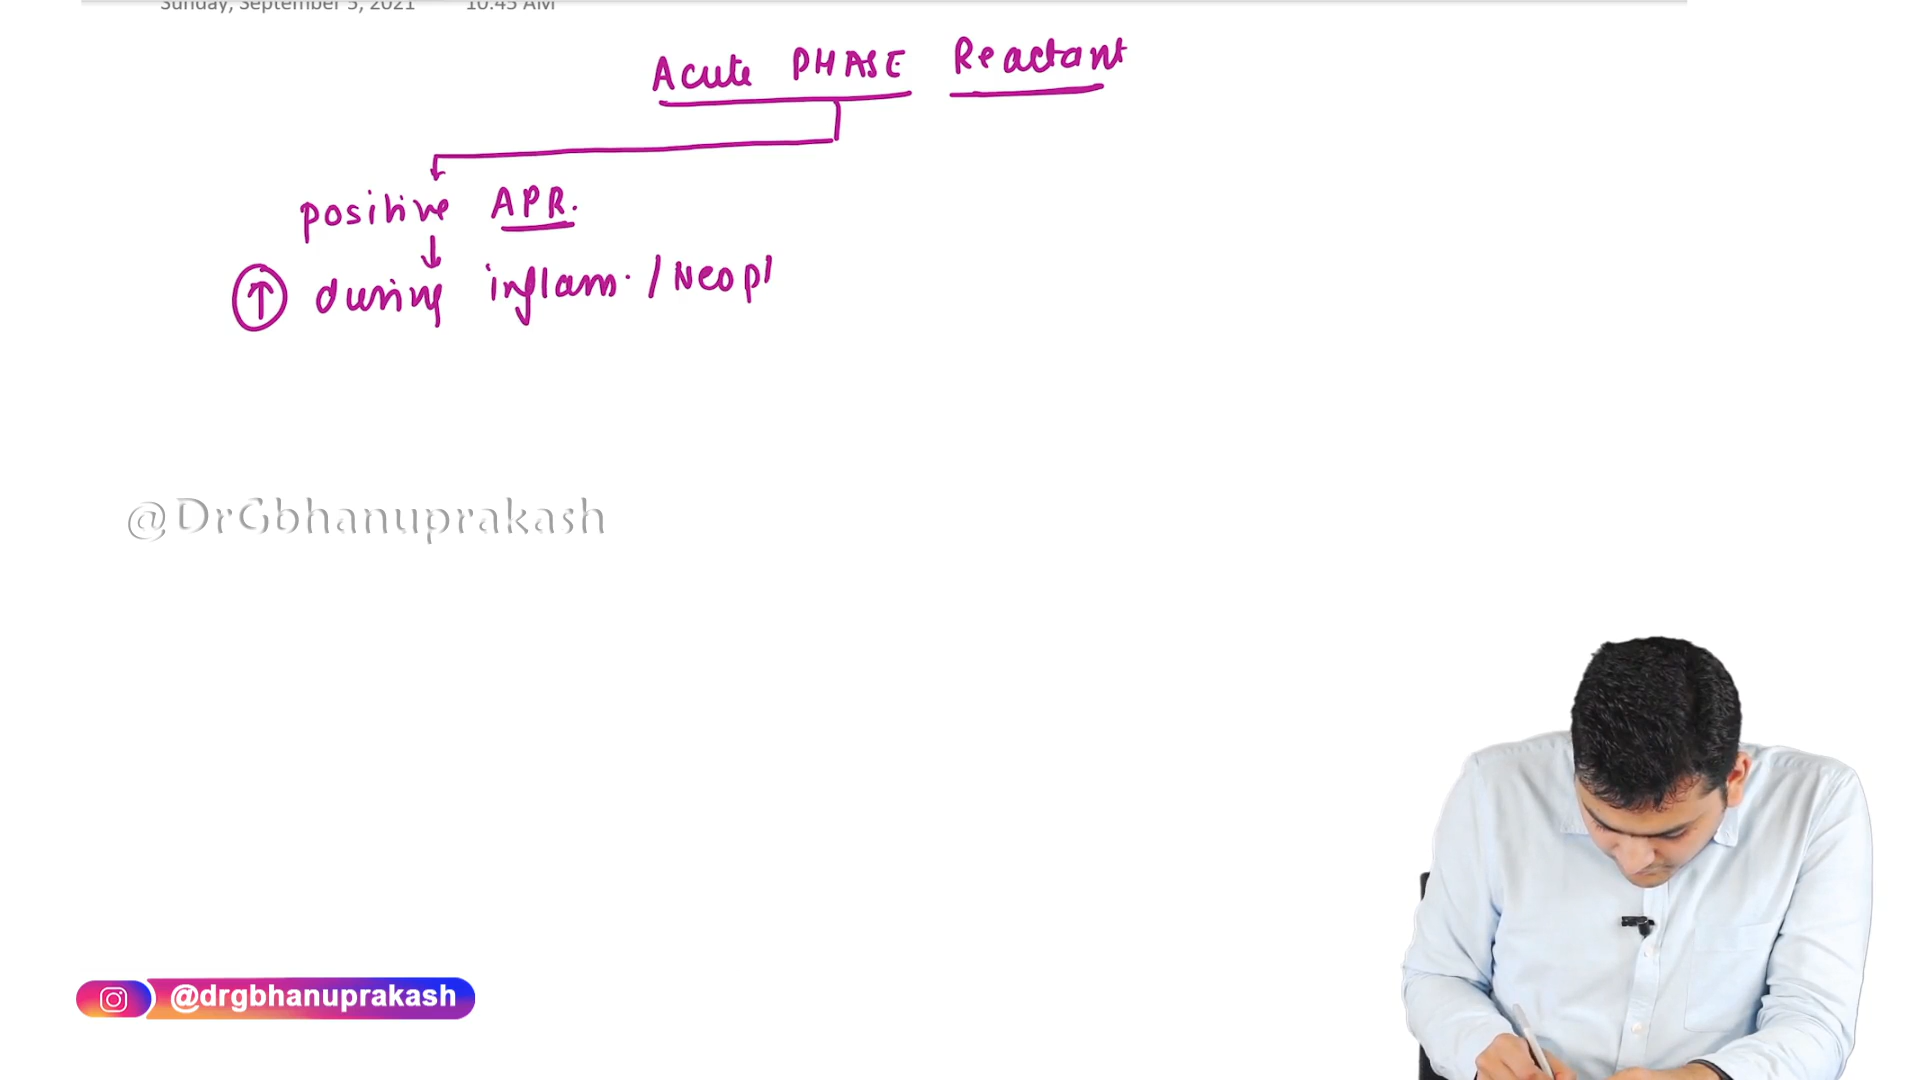 Sunday, September 5, 2021 10:45 AM
Acute PHASE Reactant
positive APR.
↑ during inflam. / Neopl
@DrGbhanuprakash
@drgbhanuprakash